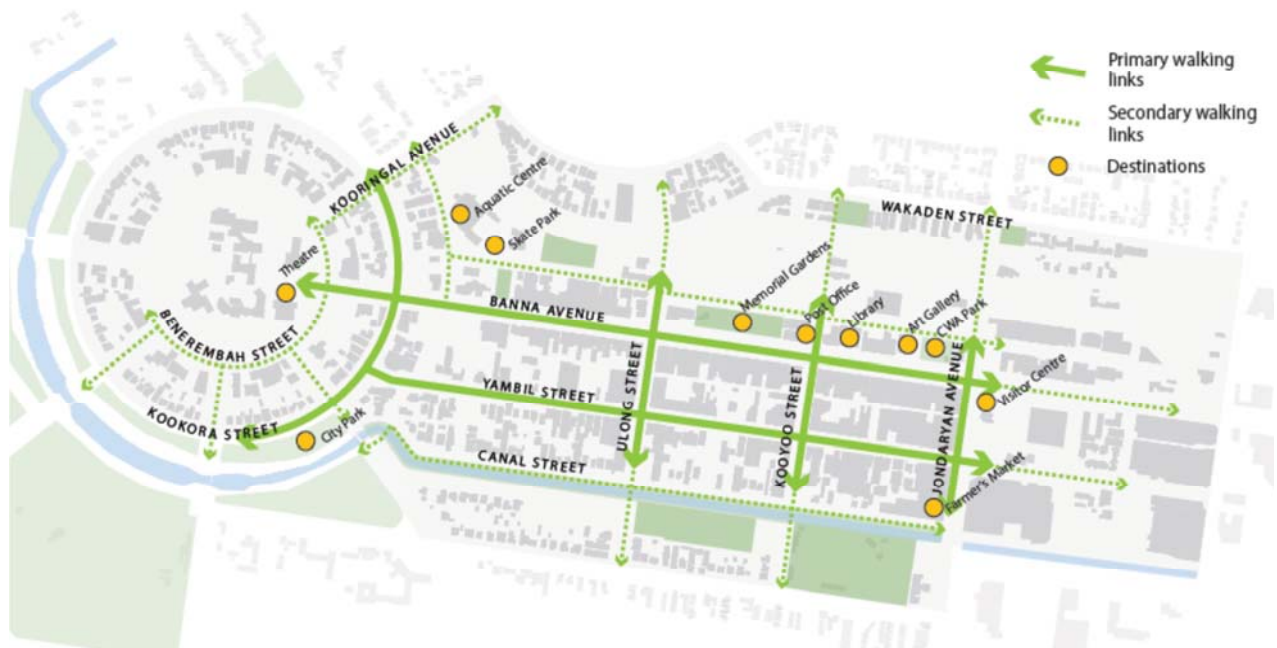 Primary walking
links
Secondary walking
links
Destinations
KOORINGAL AVENUE
Aquatic Centre
Skate Park
WAKADEN STREET
Theatre
BANNA AVENUE
Memorial Gardens
Post Office
Library
Art Gallery
CWA Park
BENEREMBAH STREET
YAMBIL STREET
ULONG STREET
KOOYOO STREET
JONDARYAN AVENUE
Visitor Centre
KOOKORA STREET
City Park
CANAL STREET
Farmer's Market